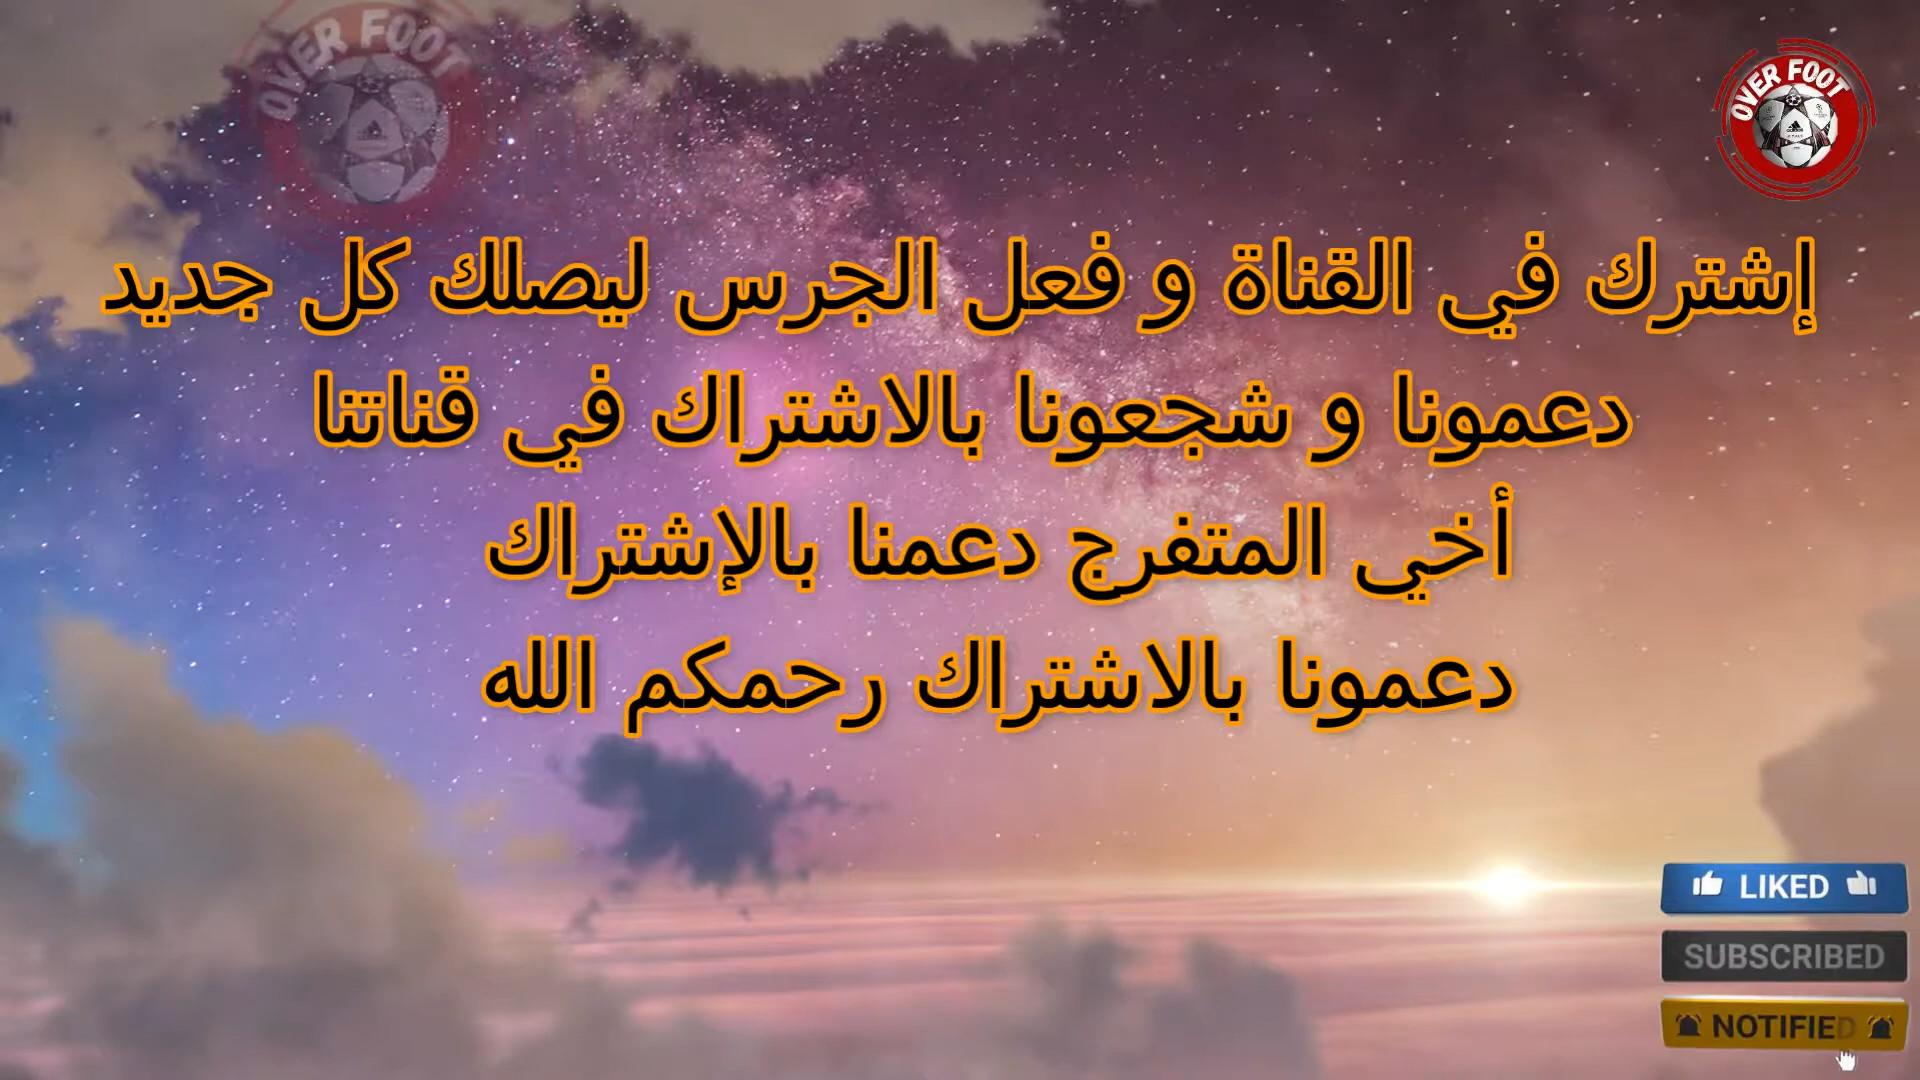 OVER FOOT
OVER FOOT
إشترك في القناة و فعل الجرس ليصلك كل جديد
دعمونا و شجعونا بالاشتراك في قناتنا
أخي المتفرج دعمنا بالإشتراك
دعمونا بالاشتراك رحمكم الله
LIKED
SUBSCRIBED
NOTIFIED